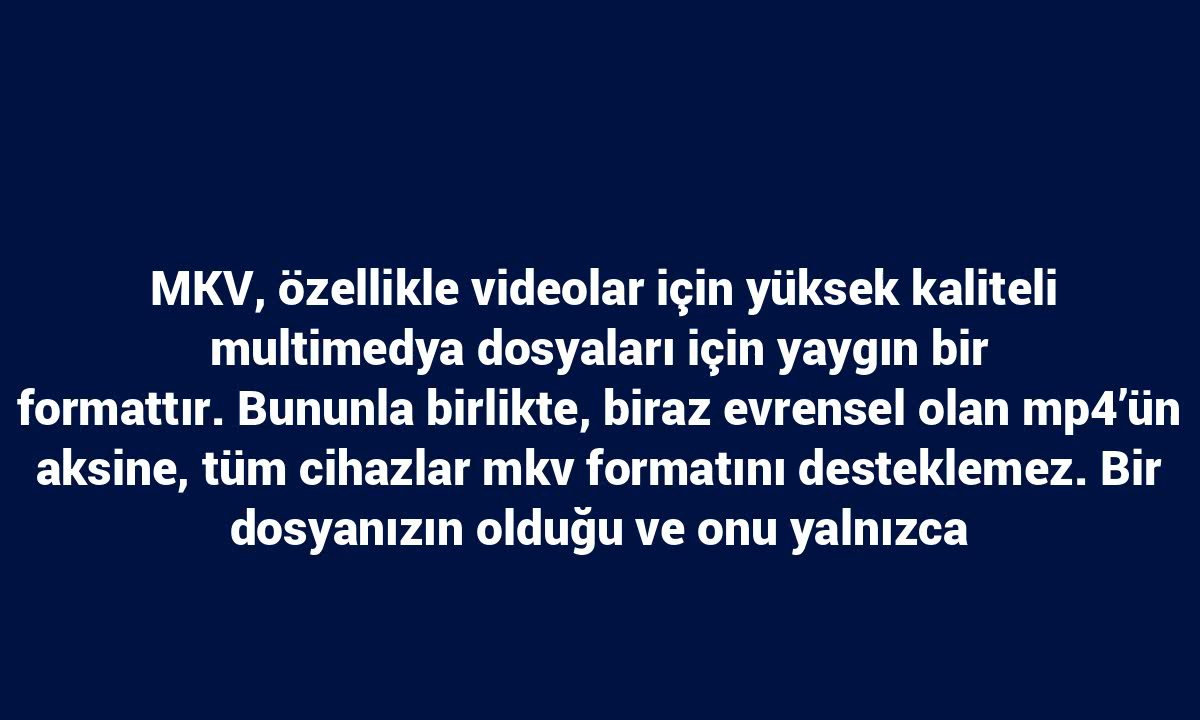 MKV, özellikle videolar için yüksek kaliteli
multimedya dosyaları için yaygın bir
formattır. Bununla birlikte, biraz evrensel olan mp4’ün
aksine, tüm cihazlar mkv formatını desteklemez. Bir
dosyanızın olduğu ve onu yalnızca